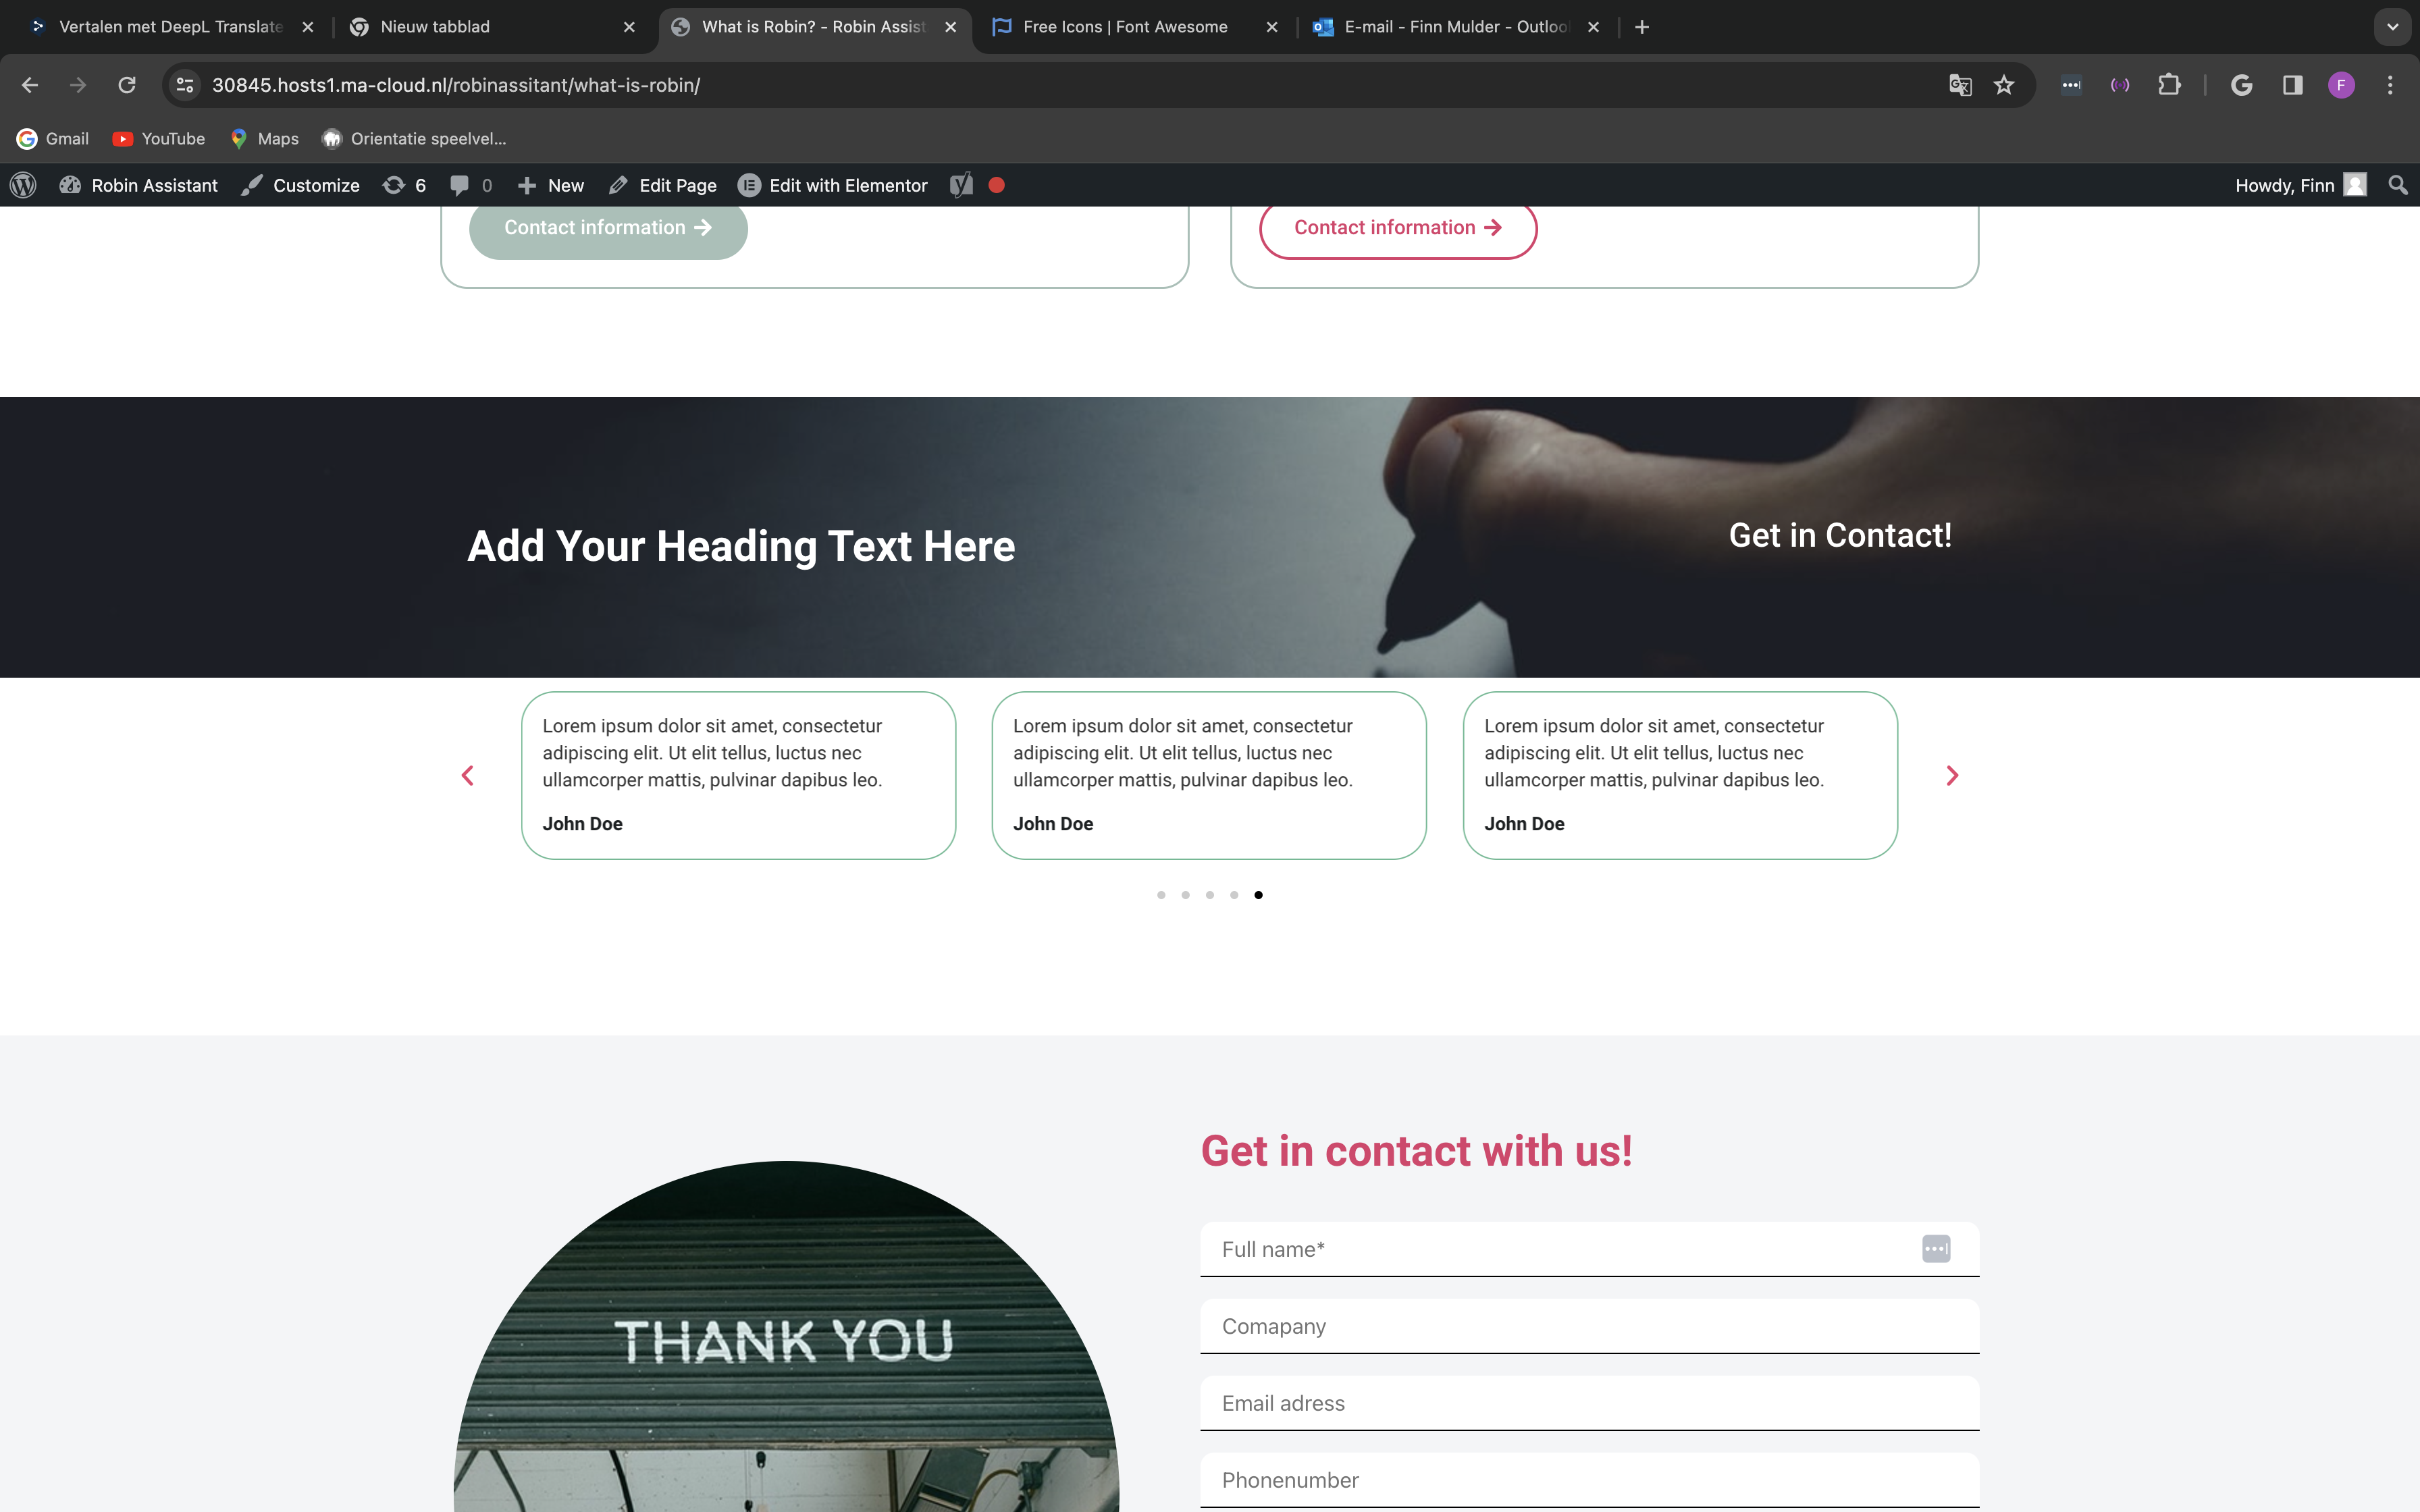 Vertalen met DeepL Translate
Nieuw tabblad
What is Robin? - Robin Assist
Free Icons | Font Awesome
E-mail - Finn Mulder - Outloo
30845.hosts1.ma-cloud.nl/robinassitant/what-is-robin/
F
Gmail
YouTube
Maps
Orientatie speelvel...
Robin Assistant
Customize
6
0
New
Edit Page
Edit with Elementor
Howdy, Finn
Contact information
Contact information
Add Your Heading Text Here
Get in Contact!
Lorem ipsum dolor sit amet, consectetur
adipiscing elit. Ut elit tellus, luctus nec
ullamcorper mattis, pulvinar dapibus leo.
John Doe
Lorem ipsum dolor sit amet, consectetur
adipiscing elit. Ut elit tellus, luctus nec
ullamcorper mattis, pulvinar dapibus leo.
John Doe
Lorem ipsum dolor sit amet, consectetur
adipiscing elit. Ut elit tellus, luctus nec
ullamcorper mattis, pulvinar dapibus leo.
John Doe
THANK YOU
Get in contact with us!
Full name*
Comapany
Email adress
Phonenumber